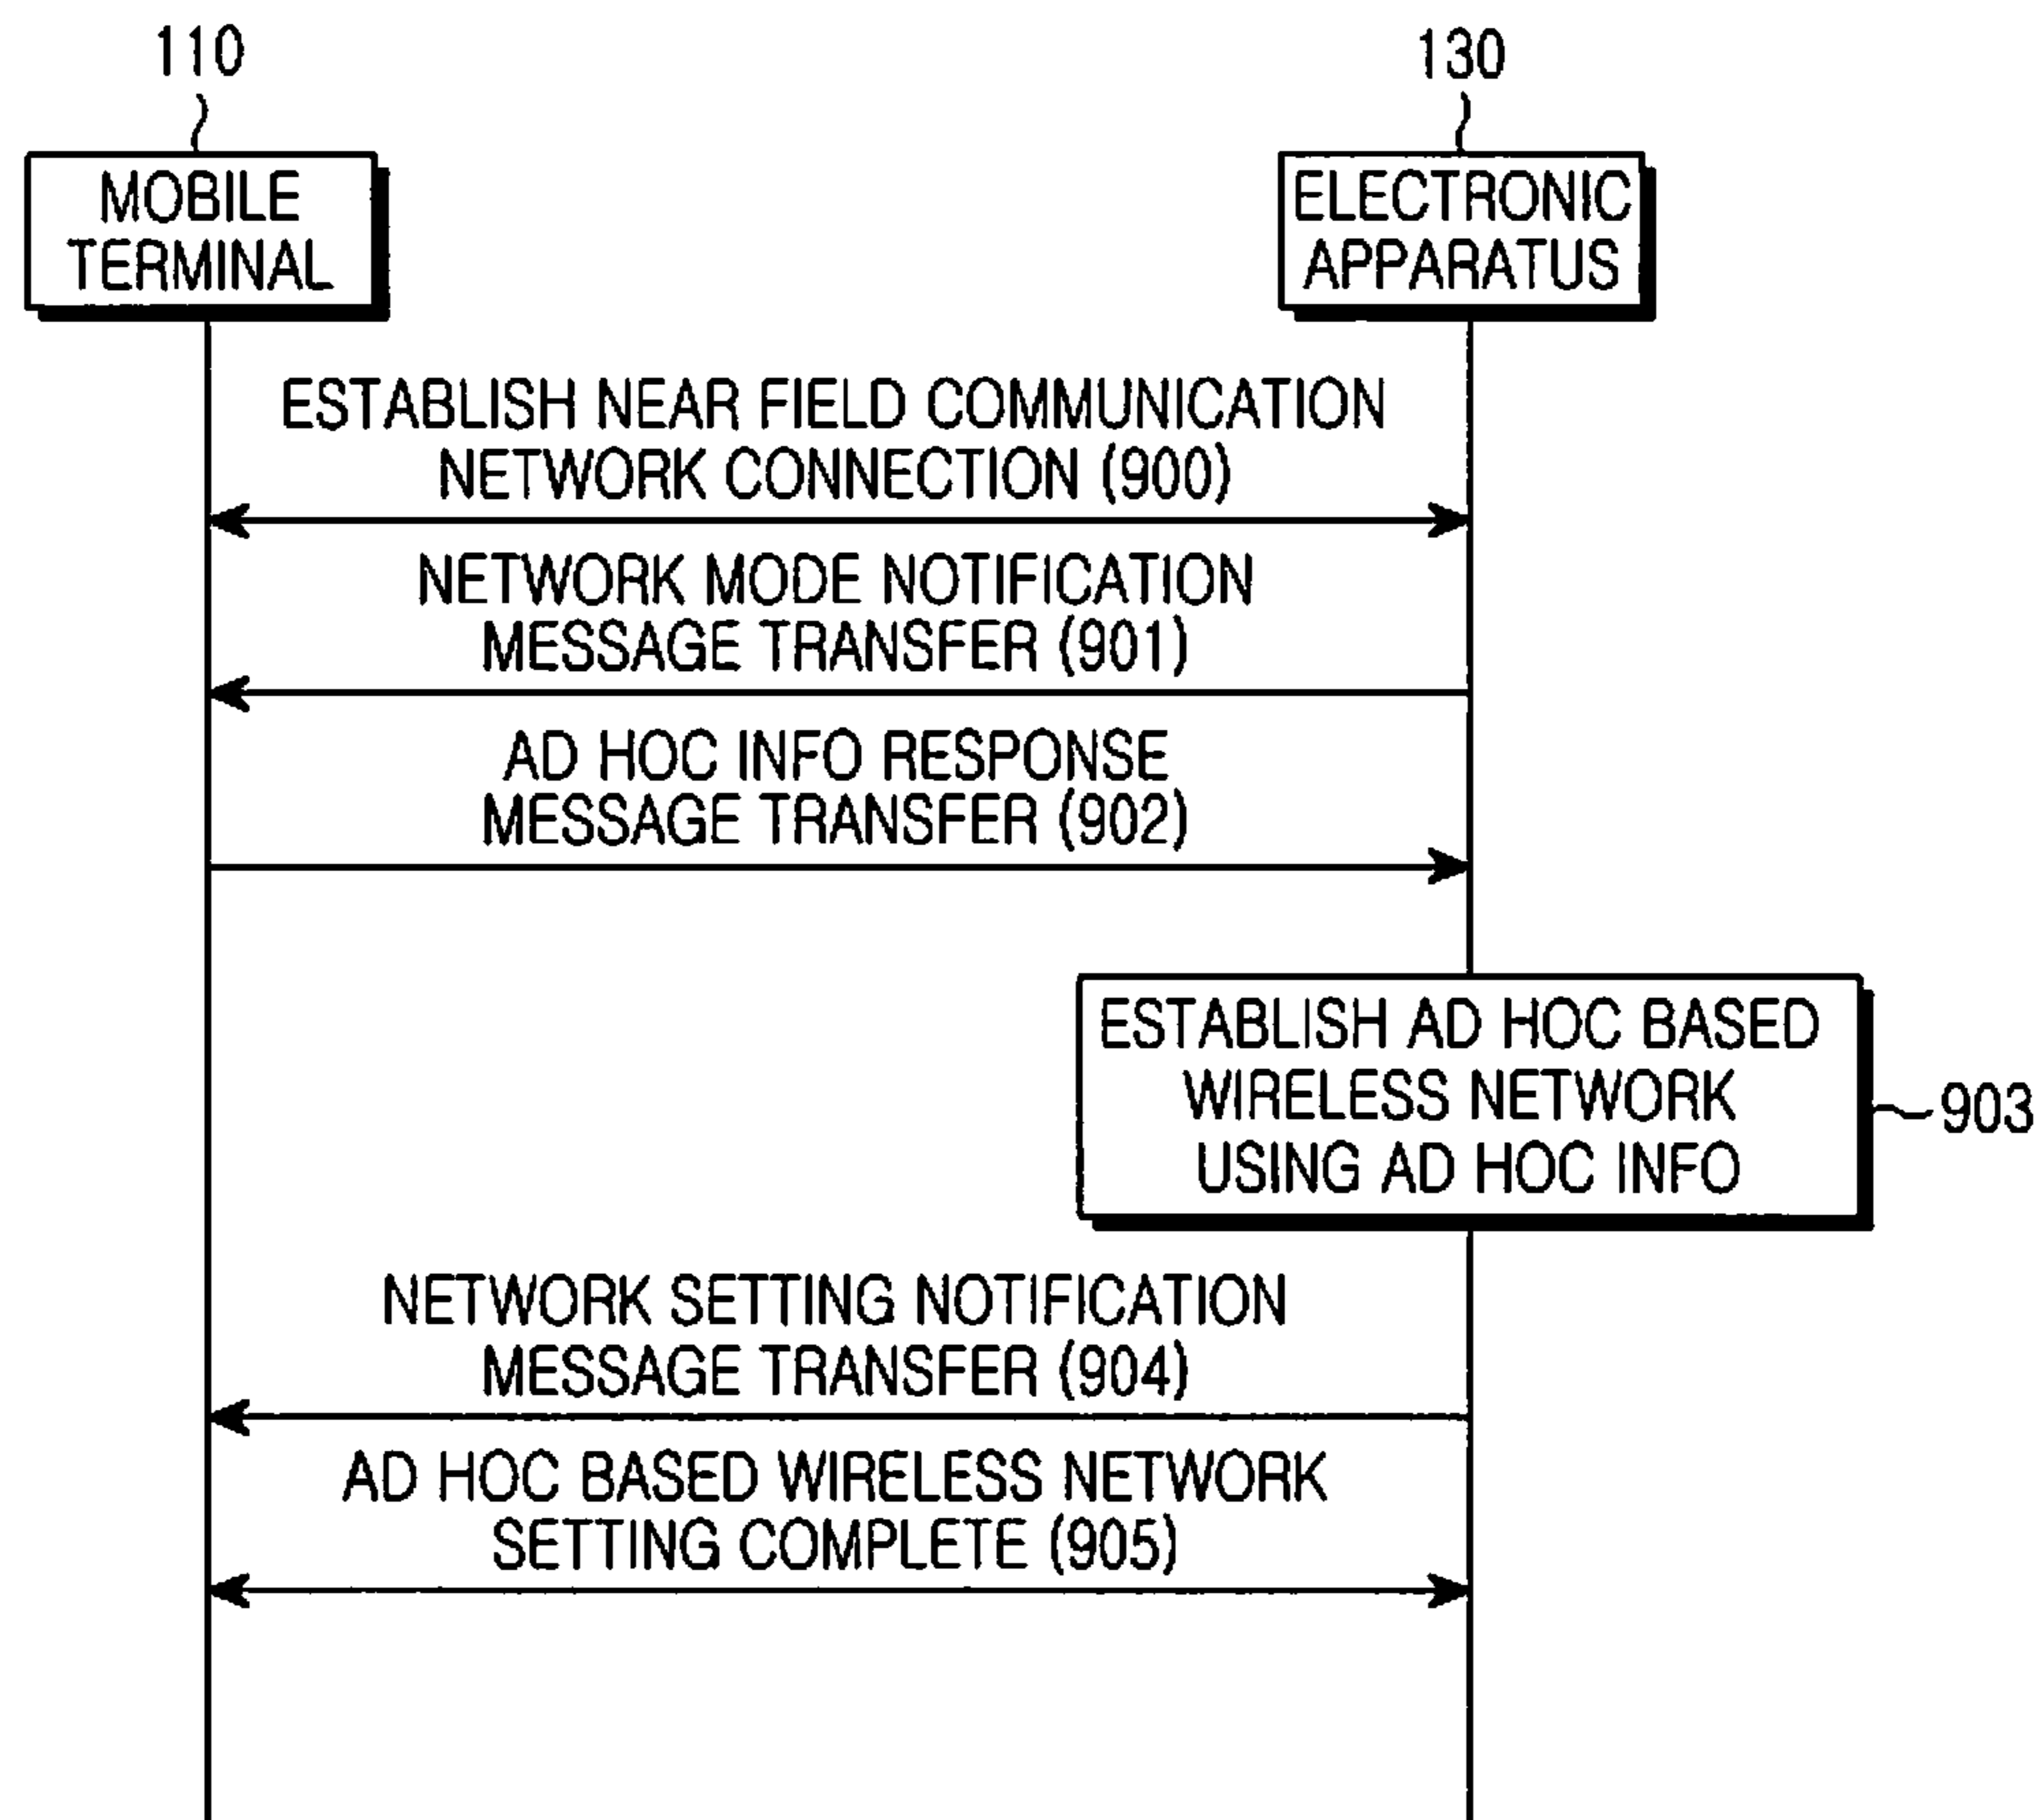 110
130
MOBILE
TERMINAL
ELECTRONIC
APPARATUS
ESTABLISH NEAR FIELD COMMUNICATION
NETWORK CONNECTION (900)
NETWORK MODE NOTIFICATION
MESSAGE TRANSFER (901)
AD HOC INFO RESPONSE
MESSAGE TRANSFER (902)
ESTABLISH AD HOC BASED
WIRELESS NETWORK
USING AD HOC INFO
903
NETWORK SETTING NOTIFICATION
MESSAGE TRANSFER (904)
AD HOC BASED WIRELESS NETWORK
SETTING COMPLETE (905)